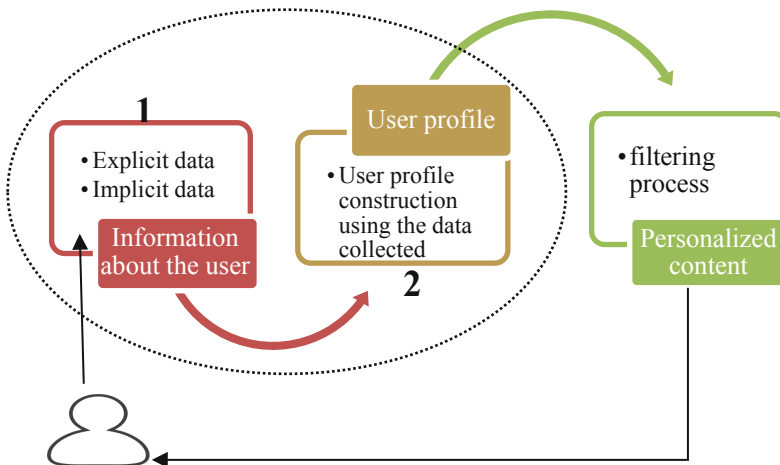 1
• Explicit data
• Implicit data
Information
about the user
User profile
• User profile
construction
using the data
collected
2
• filtering
process
Personalized
content